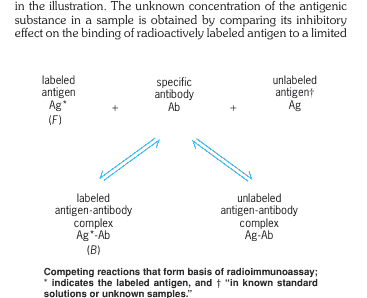 in the illustration. The unknown concentration of the antigenic
substance in a sample is obtained by comparing its inhibitory
effect on the binding of radioactively labeled antigen to a limited
labeled antigen Ag* (F)
+
specific antibody Ab
+
unlabeled antigen† Ag
labeled antigen-antibody complex Ag*-Ab (B)
unlabeled antigen-antibody complex Ag-Ab
Competing reactions that form basis of radioimmunoassay;
* indicates the labeled antigen, and † “in known standard
solutions or unknown samples.”